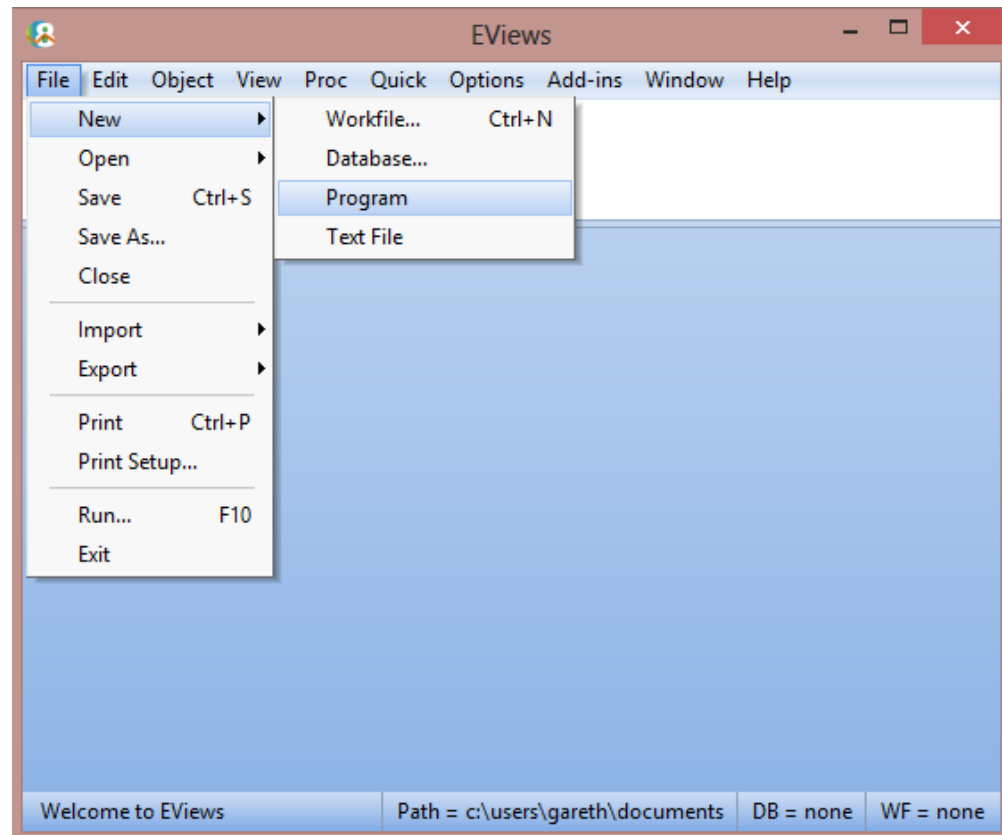 EViews
File Edit Object View Proc Quick Options Add-ins Window Help
New
Open
Save Ctrl+S
Save As...
Close
Import
Export
Print Ctrl+P
Print Setup...
Run... F10
Exit
Workfile... Ctrl+N
Database...
Program
Text File
Welcome to EViews Path = c:\users\gareth\documents DB = none WF = none